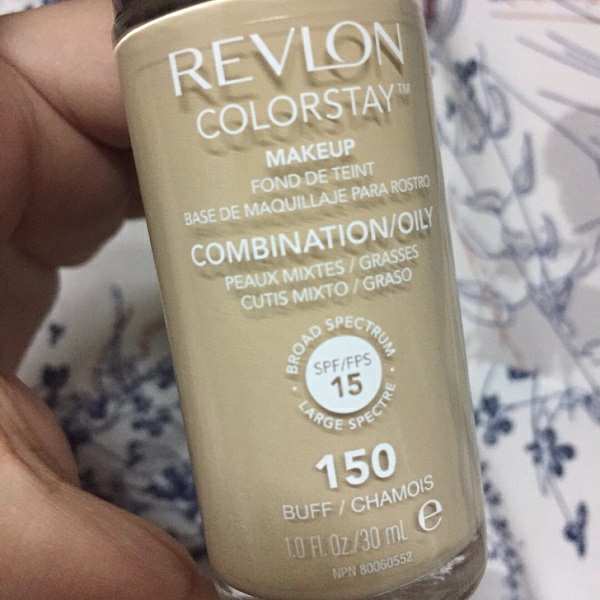 REVLON
COLORSTAY™
MAKEUP
FOND DE TEINT
BASE DE MAQUILLAJE PARA ROSTRO
COMBINATION/OILY
PEAUX MIXTES / GRASSES
CUTIS MIXTO / GRASO
BROAD SPECTRUM
SPF/FPS
15
LARGE SPECTRE
150
BUFF / CHAMOIS
1.0 Fl. Oz./30 mL ℮
NPN 80060552